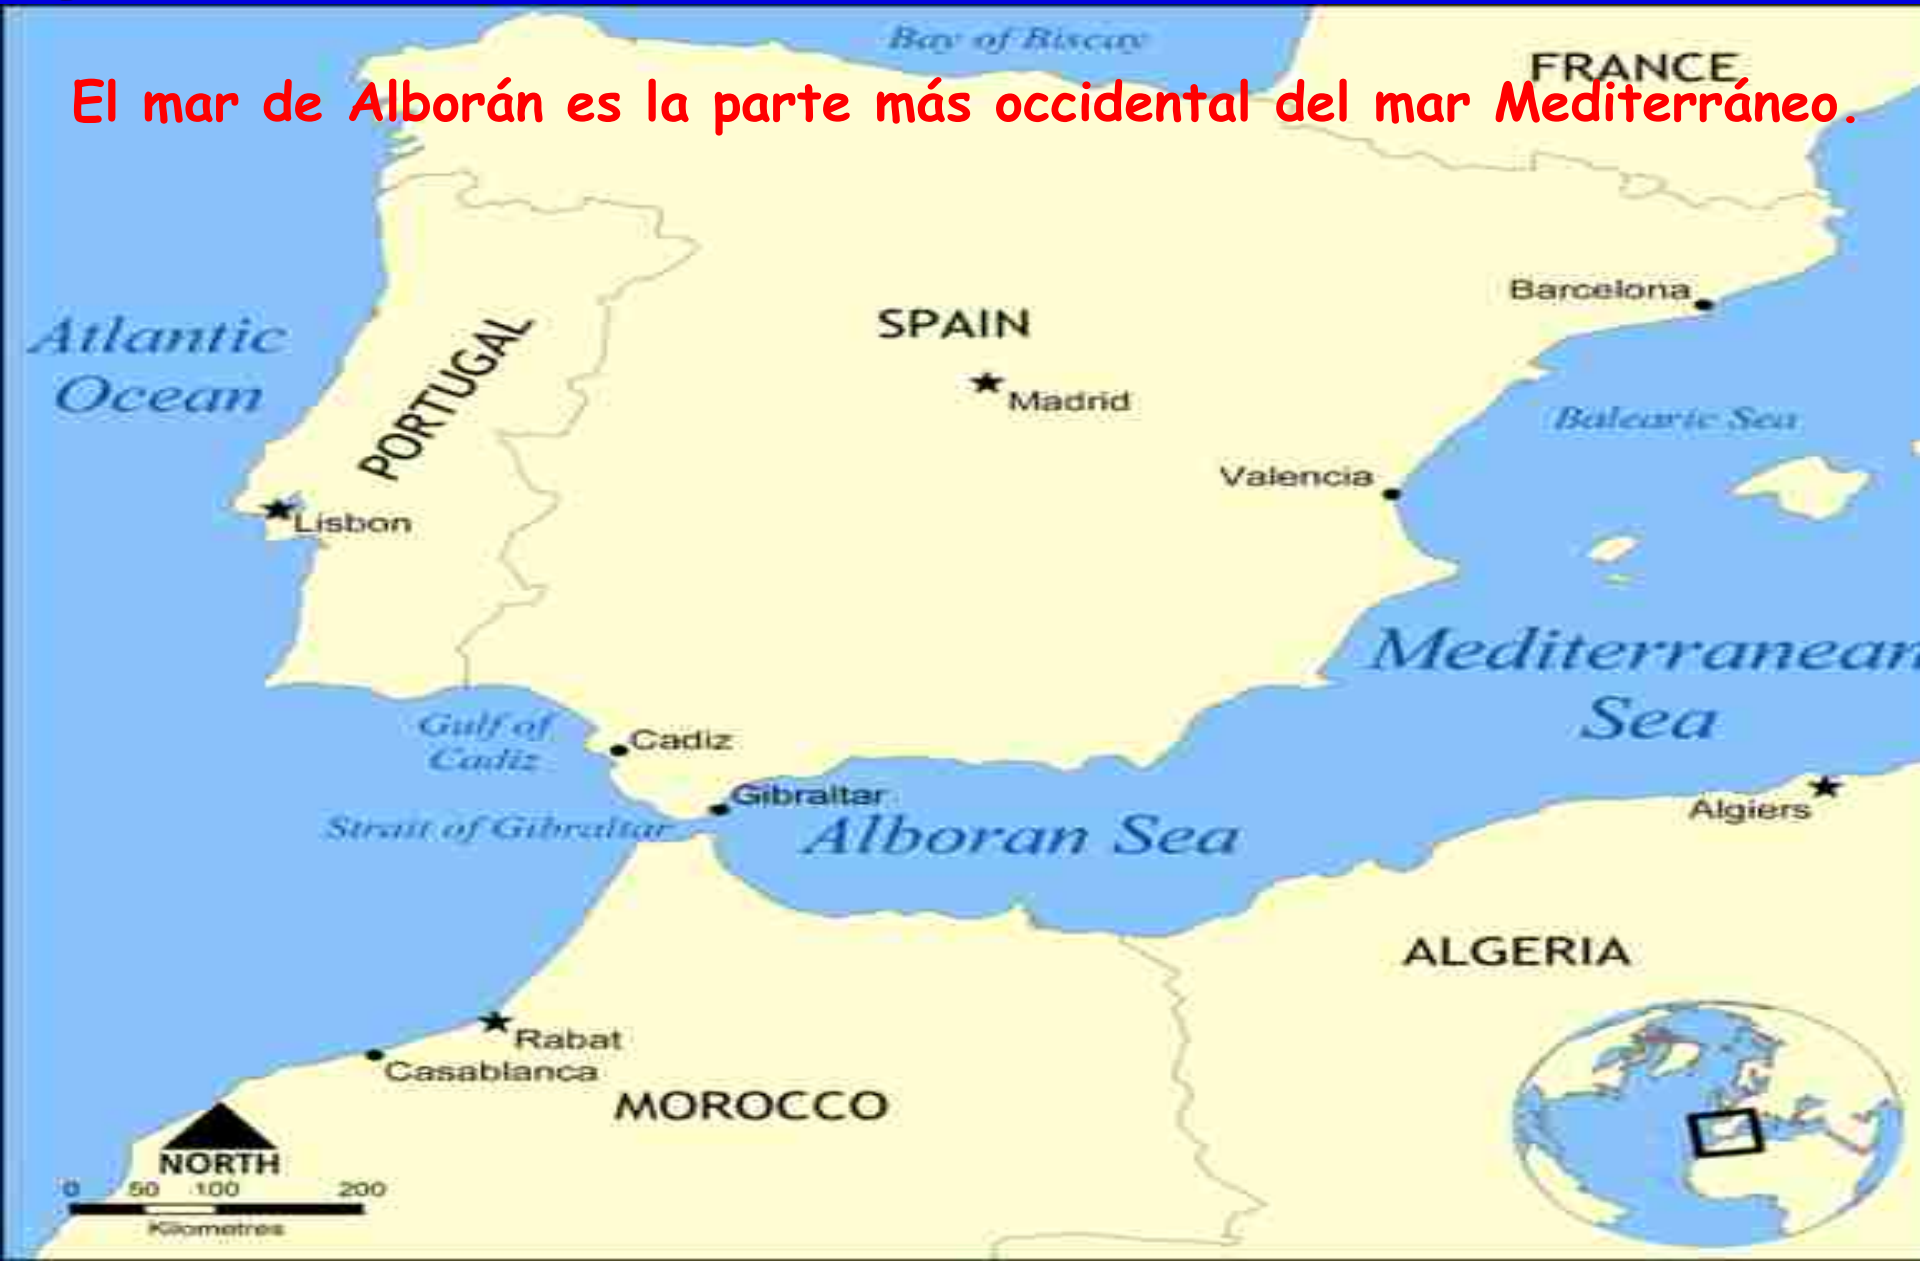 Bay of Biscay
FRANCE
El mar de Alborán es la parte más occidental del mar Mediterráneo.
Barcelona
Atlantic
Ocean
PORTUGAL
SPAIN
Madrid
Balearic Sea
Valencia
Lisbon
Mediterranean
Sea
Gulf of
Cadiz
Cadiz
Gibraltar
Strait of Gibraltar
Alboran Sea
Algiers
ALGERIA
Rabat
Casablanca
MOROCCO
NORTH
0 50 100 200
Kilometres